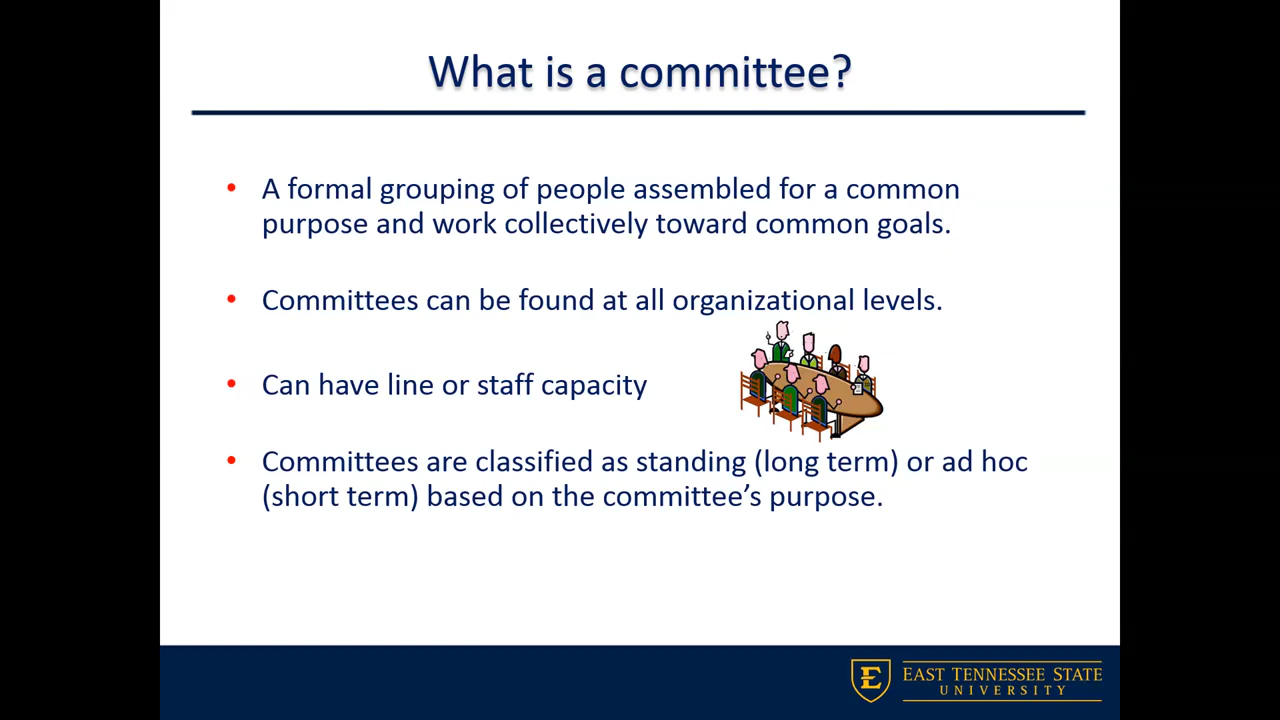 What is a committee?
• A formal grouping of people assembled for a common
purpose and work collectively toward common goals.
• Committees can be found at all organizational levels.
• Can have line or staff capacity
• Committees are classified as standing (long term) or ad hoc
(short term) based on the committee’s purpose.
E
EAST TENNESSEE STATE
UNIVERSITY